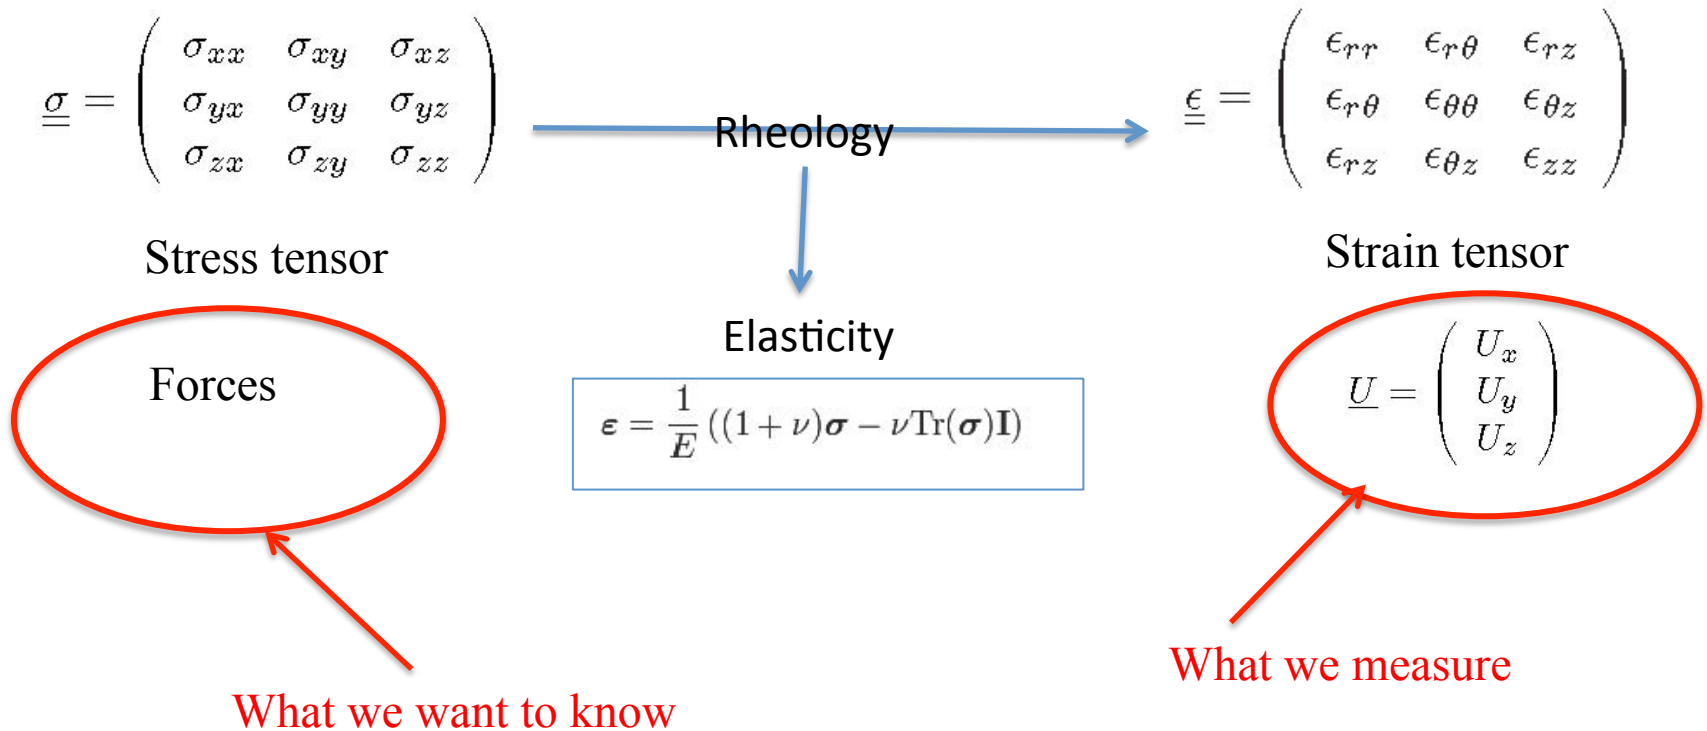 σ = ( σxx σxy σxz
σyx σyy σyz
σzx σzy σzz )
Rheology
ϵ = ( ϵrr ϵrθ ϵrz
ϵrθ ϵθθ ϵθz
ϵrz ϵθz ϵzz )
Stress tensor
Strain tensor
Forces
Elasticity
ε = 1/E ((1 + ν)σ − νTr(σ)I)
U = ( Ux
Uy
Uz )
What we measure
What we want to know